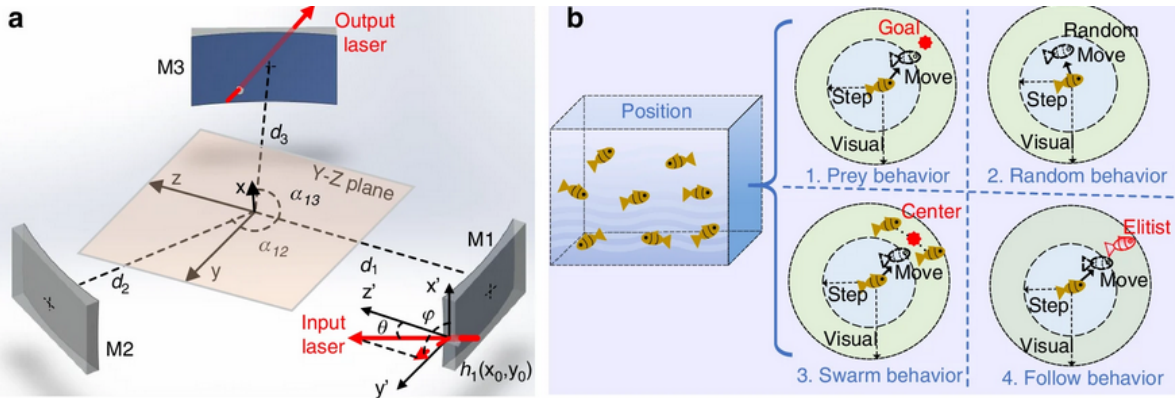 a
Output
laser
M3
d3
Y-Z plane
z
x
α13
α12
y
M1
d1
d2
x'
z'
θ
φ
Input
laser
M2
y'
h1(x0,y0)
b
Position
Goal
Move
Step
Visual
1. Prey behavior
Random
Move
Step
Visual
2. Random behavior
Center
Move
Step
Visual
3. Swarm behavior
Elitist
Move
Step
Visual
4. Follow behavior